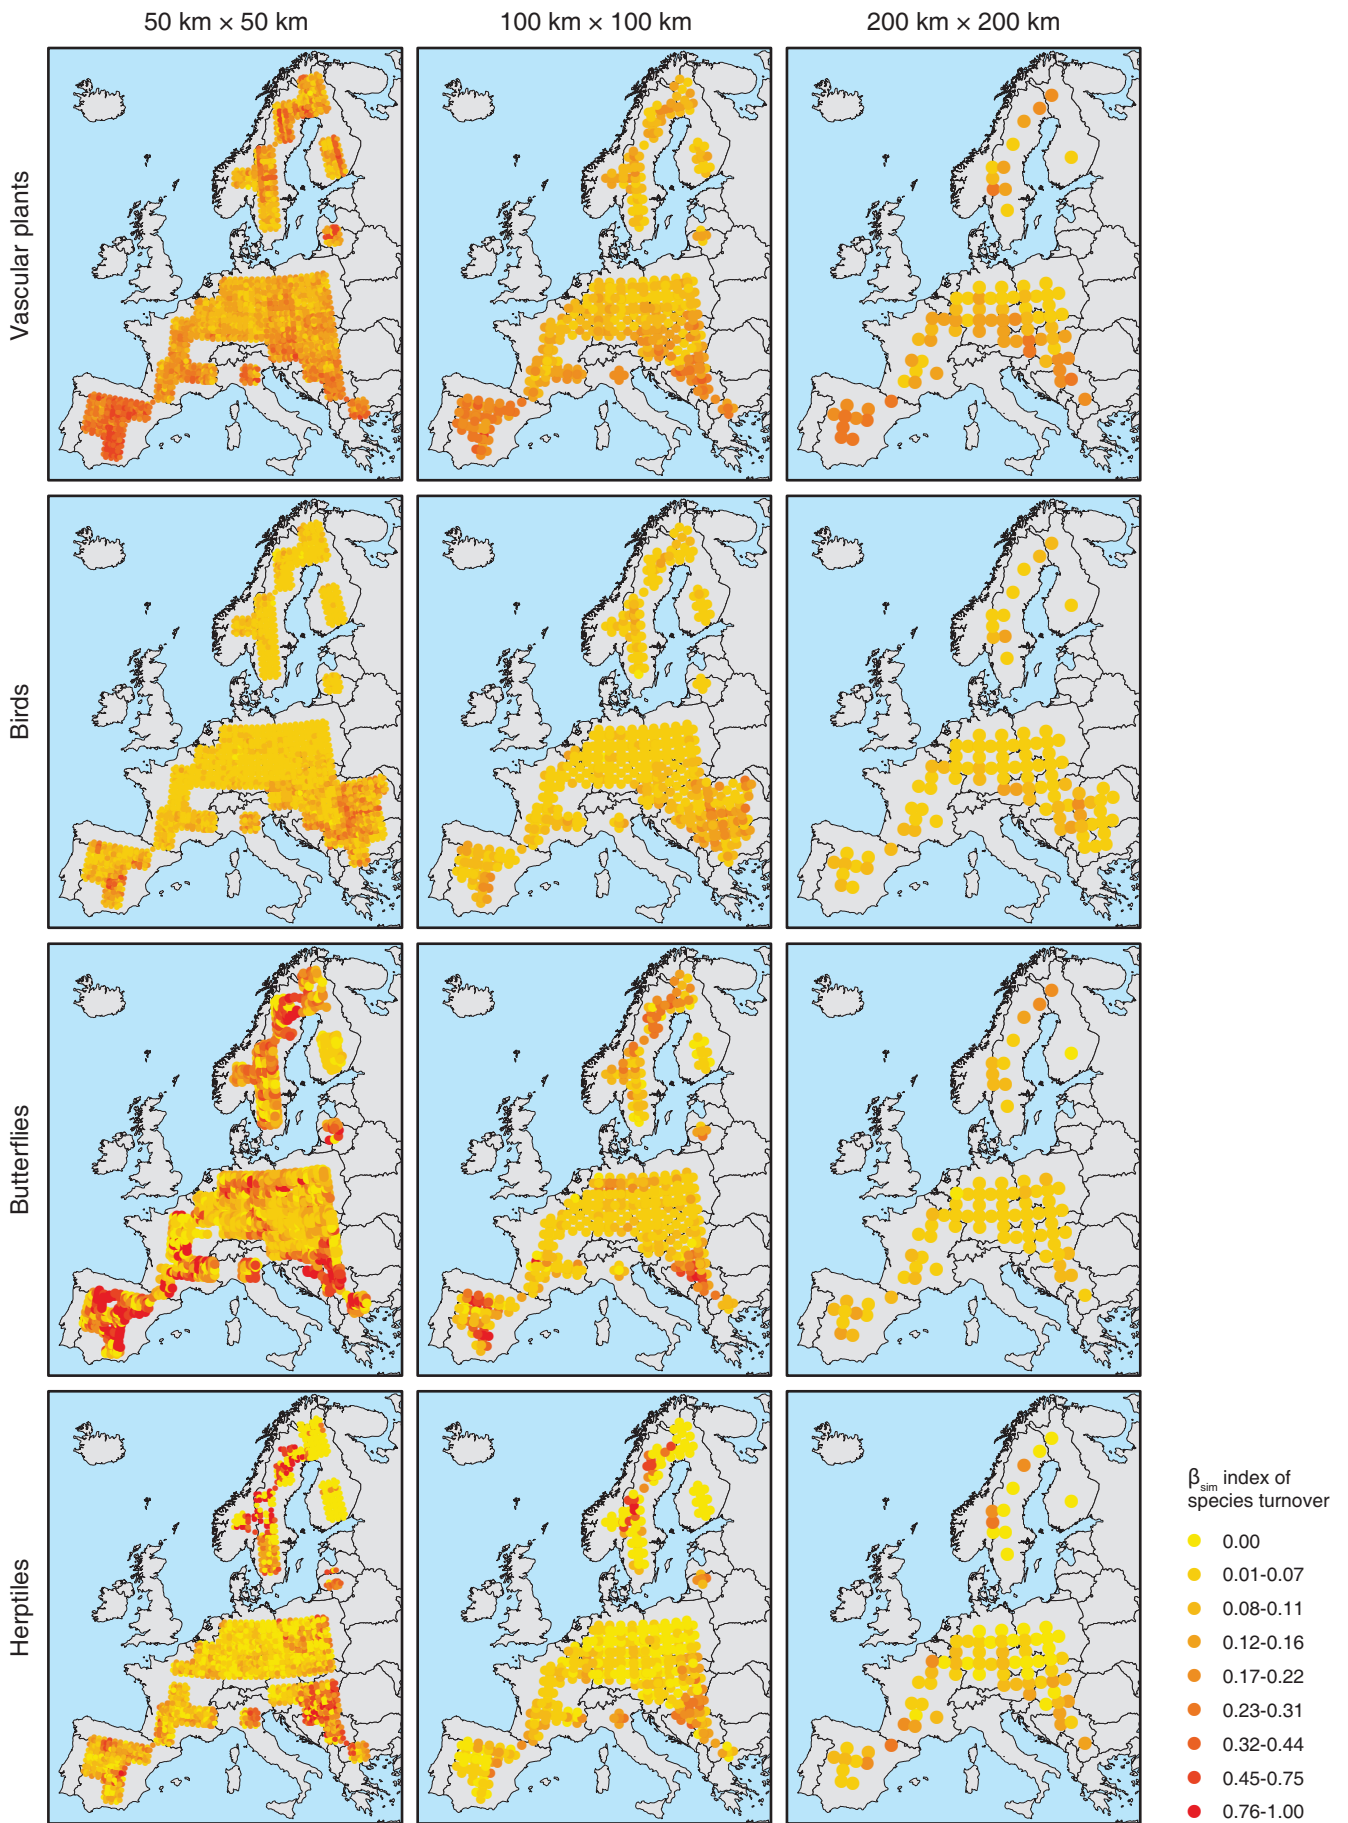 50 km × 50 km
100 km × 100 km
200 km × 200 km
Vascular plants
Birds
Butterflies
Herptiles
βsim index of
species turnover
0.00
0.01-0.07
0.08-0.11
0.12-0.16
0.17-0.22
0.23-0.31
0.32-0.44
0.45-0.75
0.76-1.00